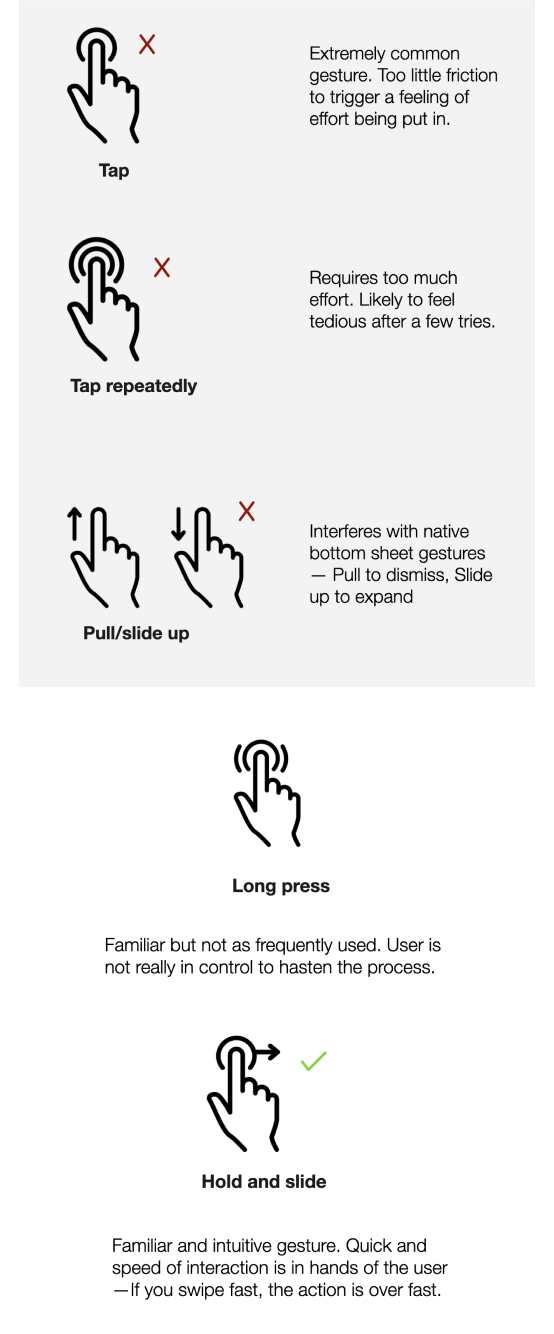 Extremely common
gesture. Too little friction
to trigger a feeling of
effort being put in.
Tap
Requires too much
effort. Likely to feel
tedious after a few tries.
Tap repeatedly
Interferes with native
bottom sheet gestures
— Pull to dismiss, Slide
up to expand
Pull/slide up
Long press
Familiar but not as frequently used. User is
not really in control to hasten the process.
Hold and slide
Familiar and intuitive gesture. Quick and
speed of interaction is in hands of the user
—If you swipe fast, the action is over fast.